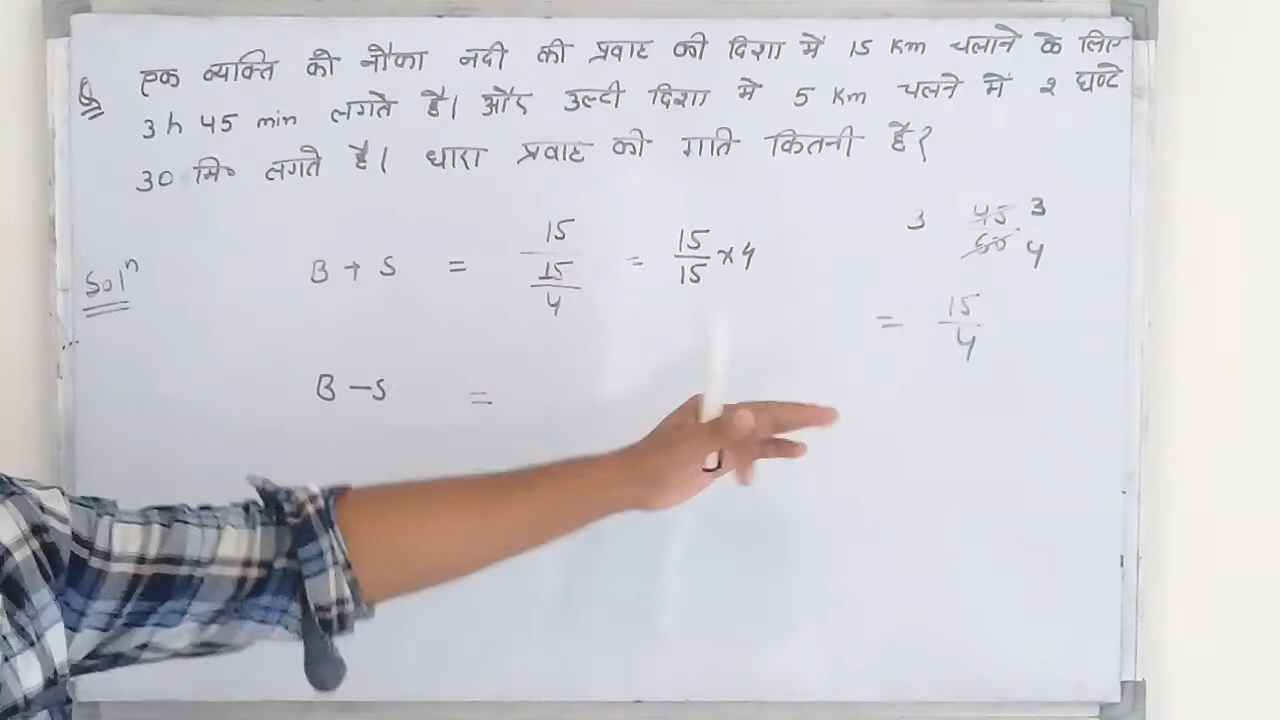 Q एक व्यक्ति को नौका नदी की प्रवाह की दिशा में 15 Km चलाने के लिए
3 h 45 min लगते है। और उल्टी दिशा मे 5 Km चलने में 2 घण्टे
30 मि॰ लगते है। धारा प्रवाह की गति कितनी है?
3 45 3
60 4
Solⁿ B + S = 15 / 15/4 = 15/15 × 4
= 15/4
B - S =